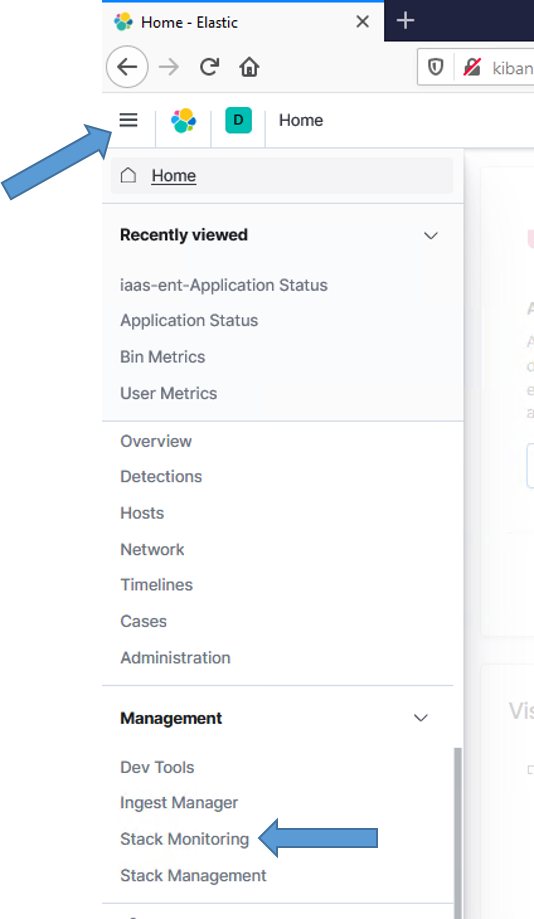 Home - Elastic
kiban
D
Home
Home
Recently viewed
iaas-ent-Application Status
Application Status
Bin Metrics
User Metrics
Overview
Detections
Hosts
Network
Timelines
Cases
Administration
Management
Dev Tools
Ingest Manager
Stack Monitoring
Stack Management
Vis